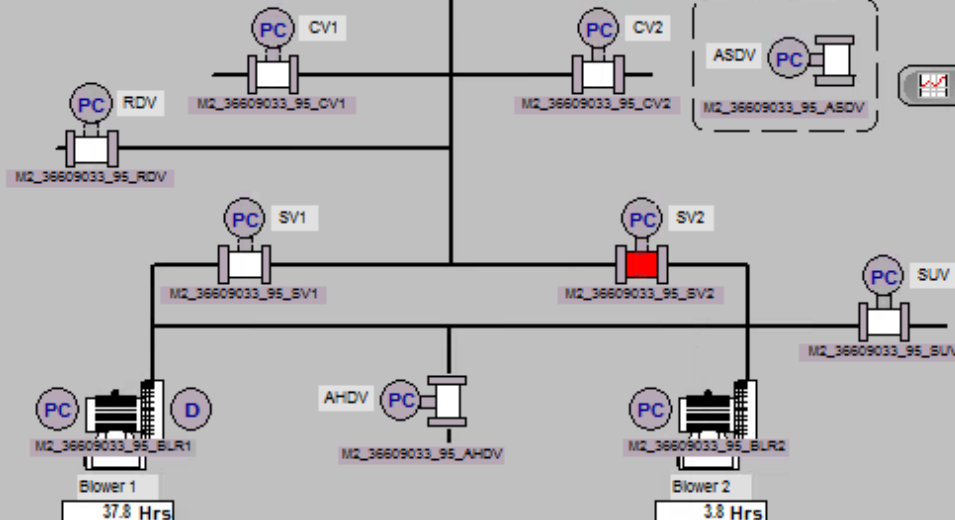 PC CV1
M2_36609033_95_CV1
PC CV2
M2_36609033_95_CV2
ASDV PC
M2_36609033_95_ASDV
PC RDV
M2_36609033_95_RDV
PC SV1
M2_36609033_95_SV1
PC SV2
M2_36609033_95_SV2
PC SUV
M2_36609033_95_SUV
PC D
M2_36609033_95_BLR1
Blower 1
37.8 Hrs
AHDV PC
M2_36609033_95_AHDV
PC
M2_36609033_95_BLR2
Blower 2
3.8 Hrs